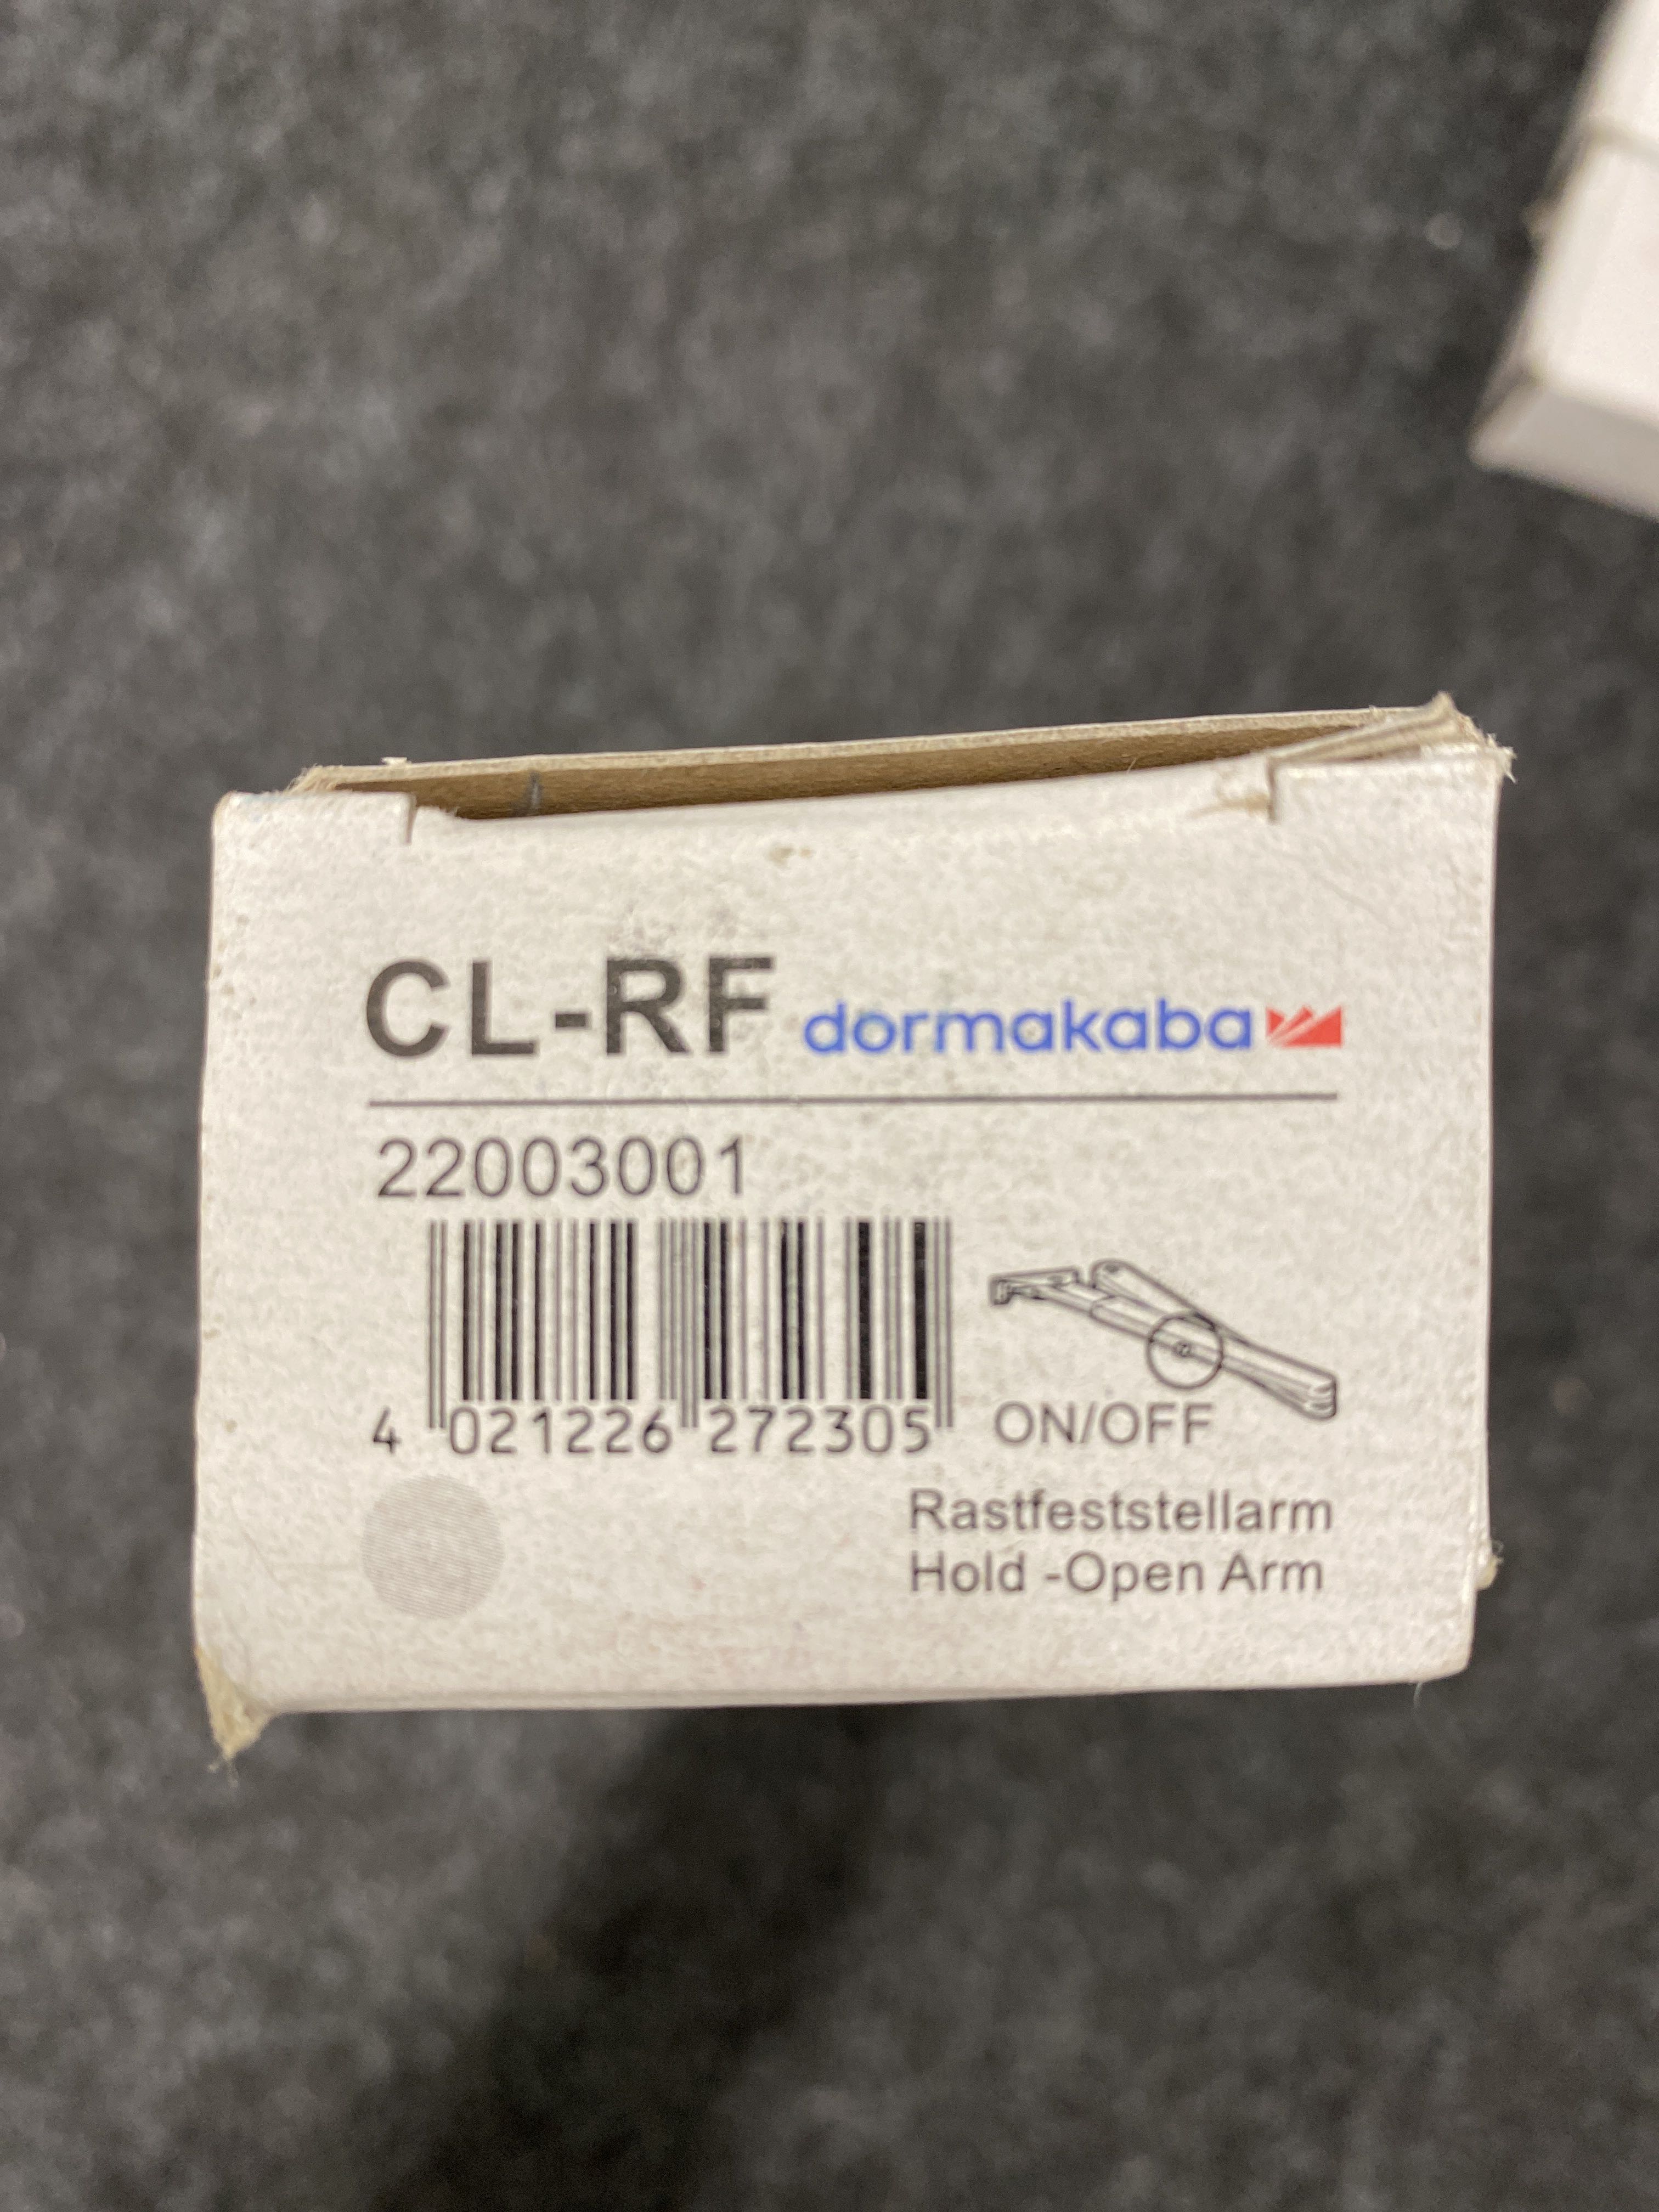 CL-RF dormakaba
22003001
4 021226 272305
ON/OFF
Rastfeststellarm
Hold -Open Arm